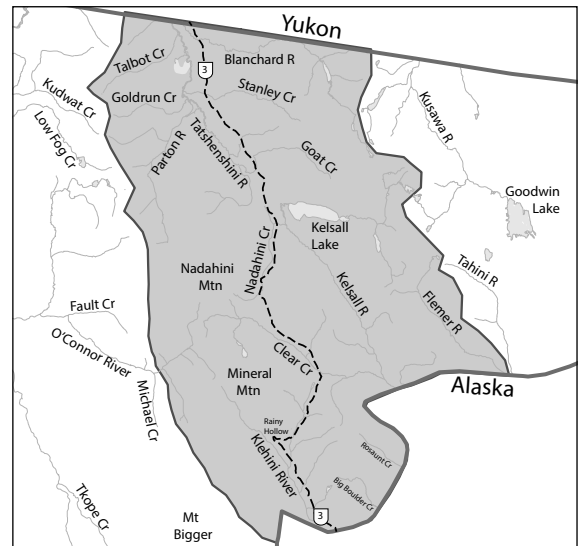 Yukon
Talbot Cr
Blanchard R
3
Kudwat Cr
Goldrun Cr
Stanley Cr
Kusawa R
Low Fog Cr
Parton R
Tatshenshini R
Goat Cr
Goodwin
Lake
Kelsall
Lake
Nadahini Cr
Nadahini
Mtn
Tahini R
Kelsall R
Flemer R
Fault Cr
O'Connor River
Clear Cr
Mineral
Mtn
Alaska
Michael Cr
Rainy
Hollow
Klehini River
Rosaunt Cr
Big Boulder Cr
Tkope Cr
Mt
Bigger
3